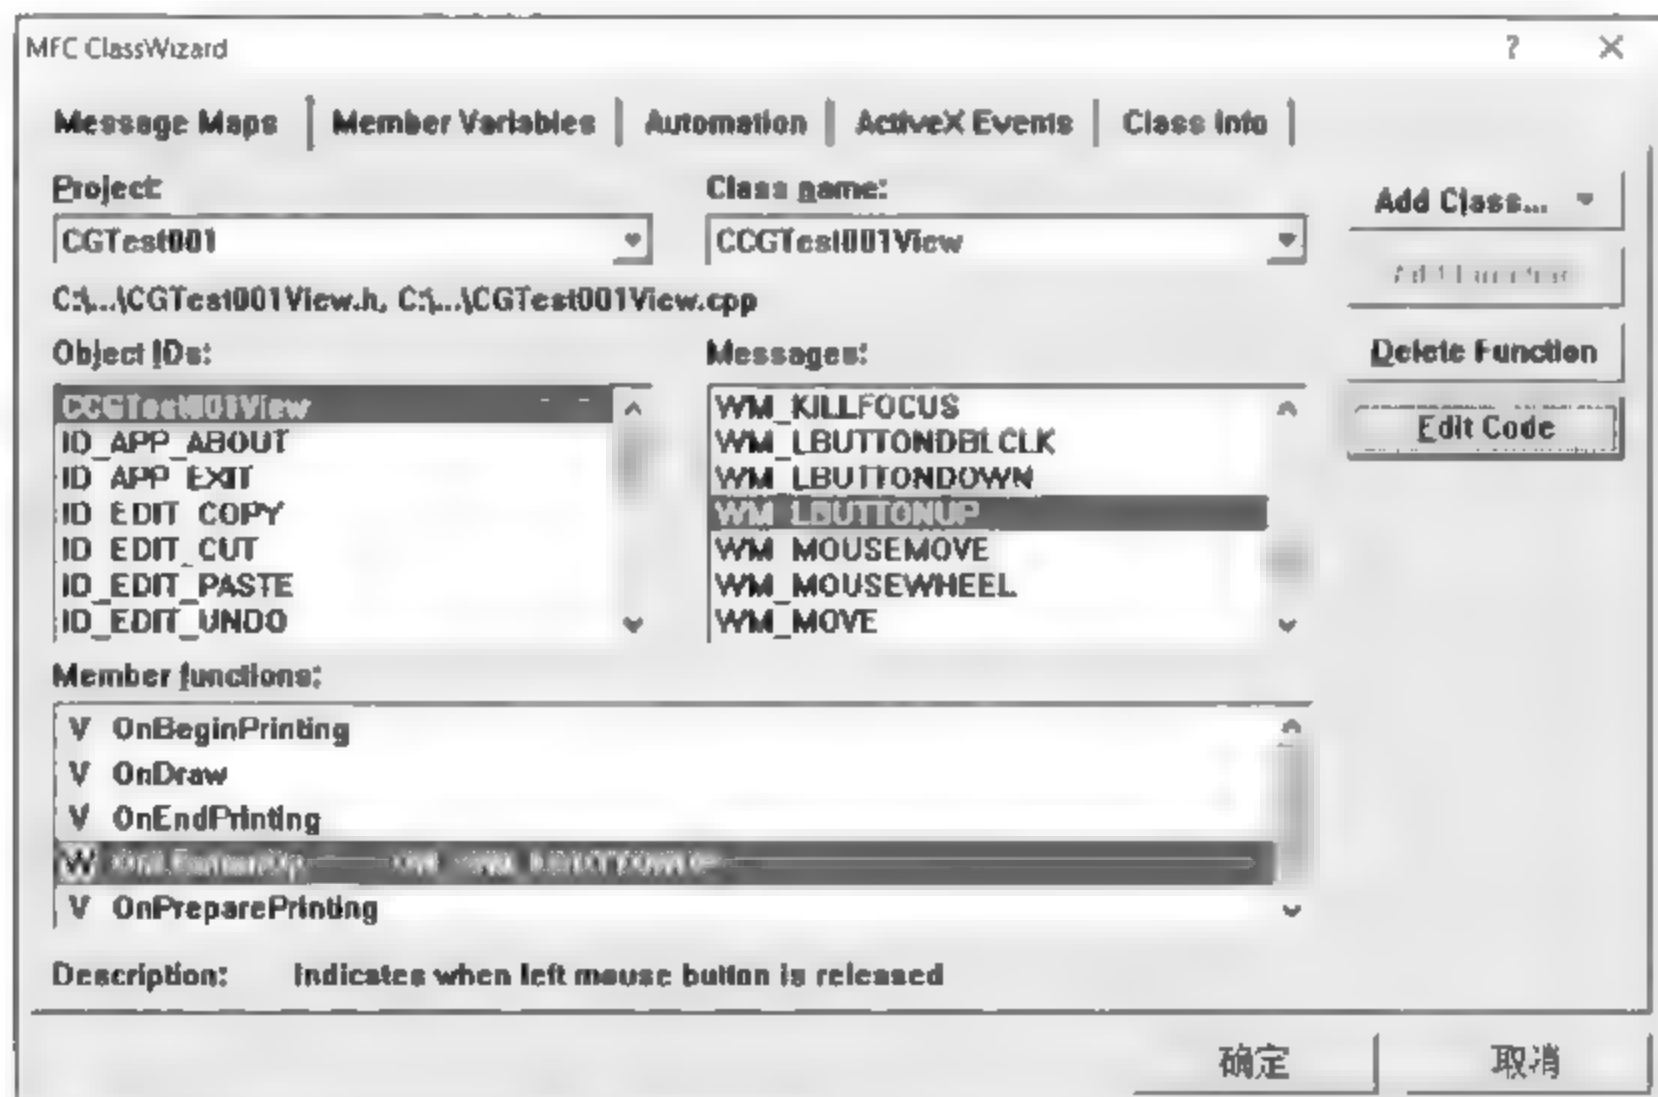 MFC ClassWizard ? ×
Message Maps Member Variables Automation ActiveX Events Class Info
Project: Class name:
CGTest001 CCGTest001View
C:\...\CGTest001View.h, C:\...\CGTest001View.cpp
Add Class...
Add Function
Delete Function
Edit Code
Object IDs:
CCGTest001View
ID_APP_ABOUT
ID_APP_EXIT
ID_EDIT_COPY
ID_EDIT_CUT
ID_EDIT_PASTE
ID_EDIT_UNDO
Messages:
WM_KILLFOCUS
WM_LBUTTONDBLCLK
WM_LBUTTONDOWN
WM_LBUTTONUP
WM_MOUSEMOVE
WM_MOUSEWHEEL
WM_MOVE
Member functions:
V OnBeginPrinting
V OnDraw
V OnEndPrinting
W OnLButtonUp
V OnPreparePrinting
Description: Indicates when left mouse button is released
确定 取消